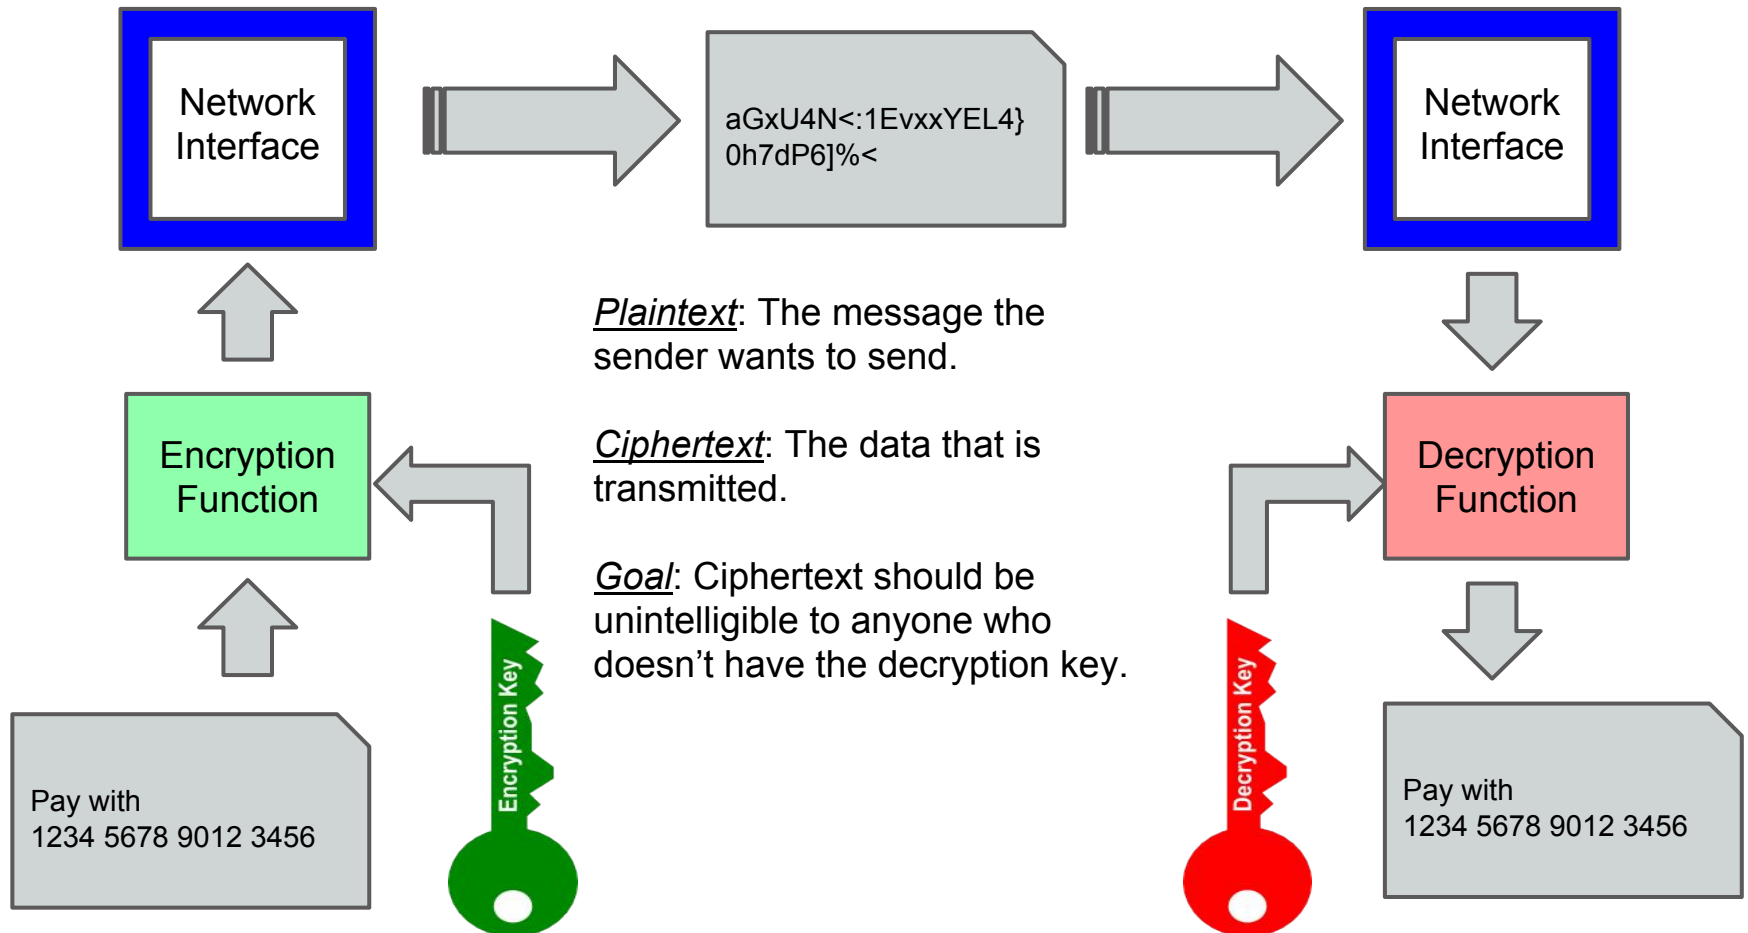 Network
Interface
aGxU4N<:1EvxxYEL4}
0h7dP6]%<
Network
Interface
Plaintext: The message the
sender wants to send.
Ciphertext: The data that is
transmitted.
Goal: Ciphertext should be
unintelligible to anyone who
doesn’t have the decryption key.
Encryption
Function
Decryption
Function
Encryption Key
Decryption Key
Pay with
1234 5678 9012 3456
Pay with
1234 5678 9012 3456